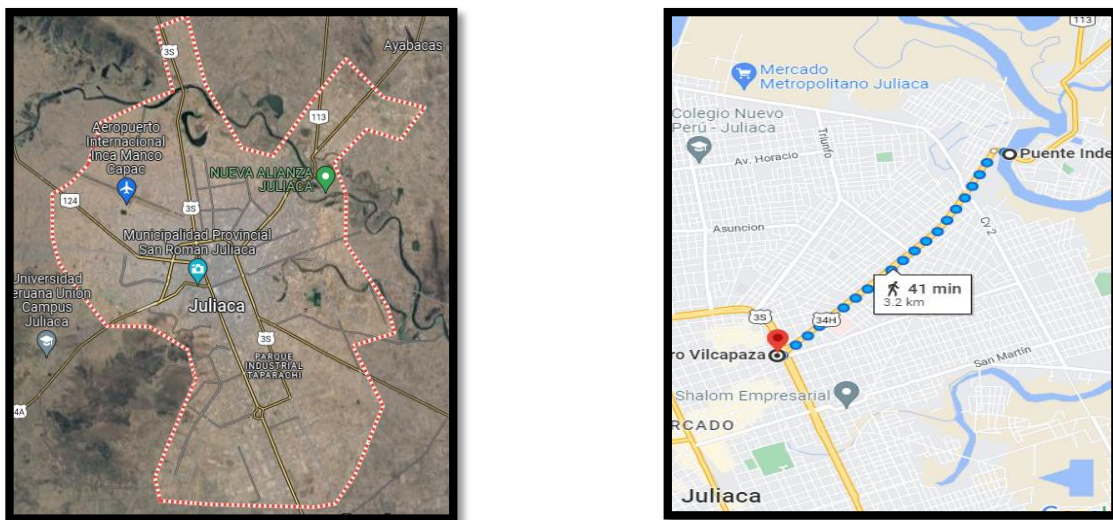 3S
Ayabacas
113
Aeropuerto
Internacional
Inca Manco
Capac
NUEVA ALIANZA
JULIACA
124
3S
Municipalidad Provincial
San Roman Juliaca
Universidad
eruana Unión
Campus
Juliaca
Juliaca
3S
PARQUE
INDUSTRIAL
TAPARACHI
4A
113
Mercado
Metropolitano Juliaca
Colegio Nuevo
Perú - Juliaca
Triunfo
Av. Horacio
Puente Inde
Asuncion
Cv 2
41 min
3.2 km
3S
34H
ro Vilcapaza
San Martín
Shalom Empresarial
RCADO
Juliaca